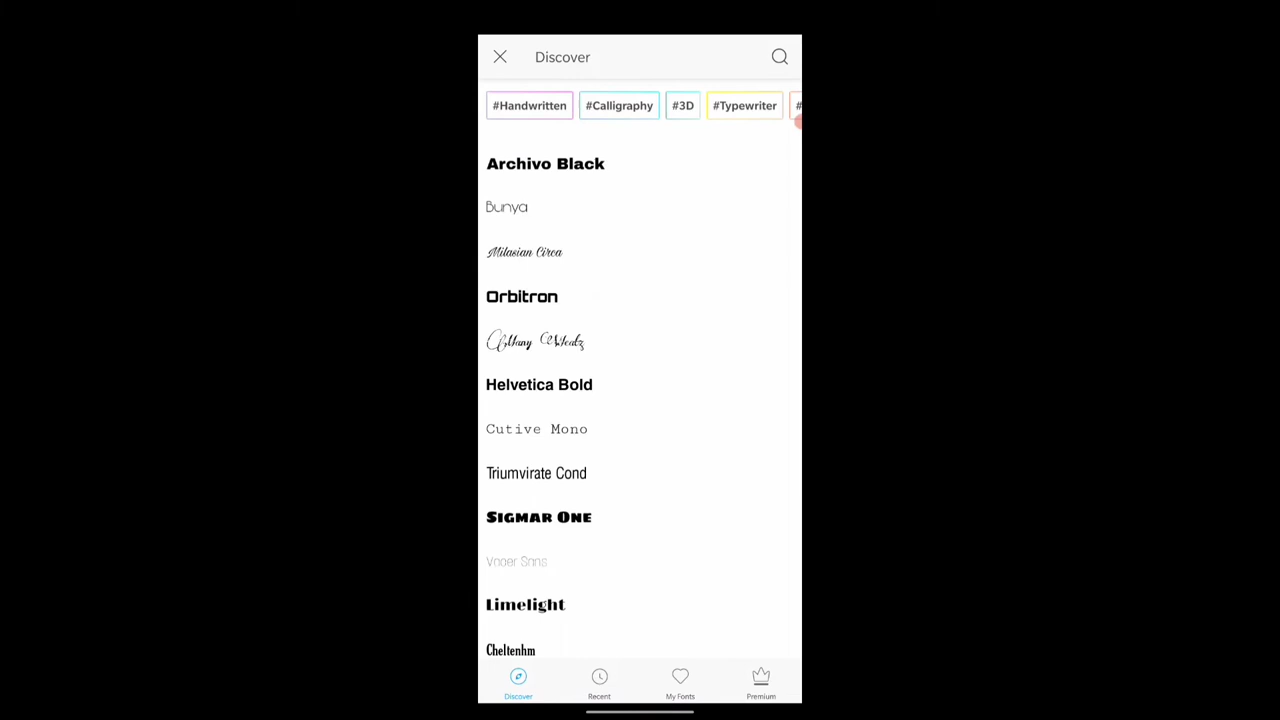 Discover
#Handwritten #Calligraphy #3D #Typewriter #
Archivo Black
Bunya
Milasian Circa
Orbitron
Helvetica Bold
Cutive Mono
Triumvirate Cond
Sigmar One
Limelight
Cheltenhm
Discover Recent My Fonts Premium